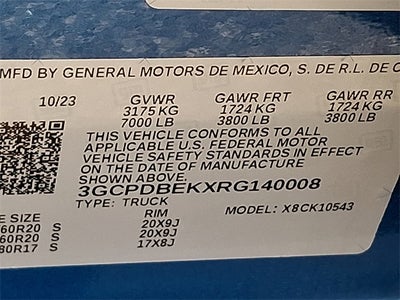 MFD BY GENERAL MOTORS DE MEXICO, S. DE R.L. DE C
10/23 GVWR GAWR FRT GAWR RR
3175 KG 1724 KG 1724 KG
7000 LB 3800 LB 3800 LB
THIS VEHICLE CONFORMS TO ALL
APPLICABLE U.S. FEDERAL MOTOR
VEHICLE SAFETY STANDARDS IN EFFECT
ON THE DATE OF MANUFACTURE
SHOWN ABOVE.
3GCPDBEKXRG140008
TYPE: TRUCK MODEL: X8CK10543
E SIZE RIM
60R20 S 20X9J
60R20 S 20X9J
80R17 S 17X8J